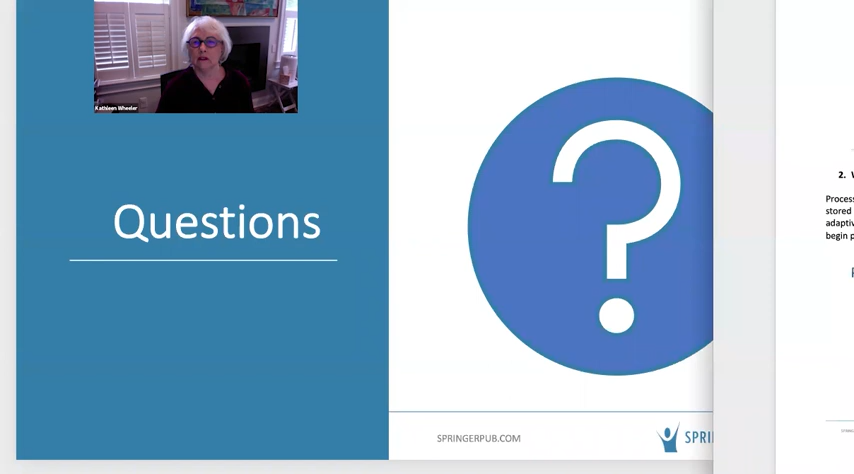 Kathleen Wheeler
Questions
?
SPRINGERPUB.COM
SPRI
2.
Process
stored
adaptiv
begin p